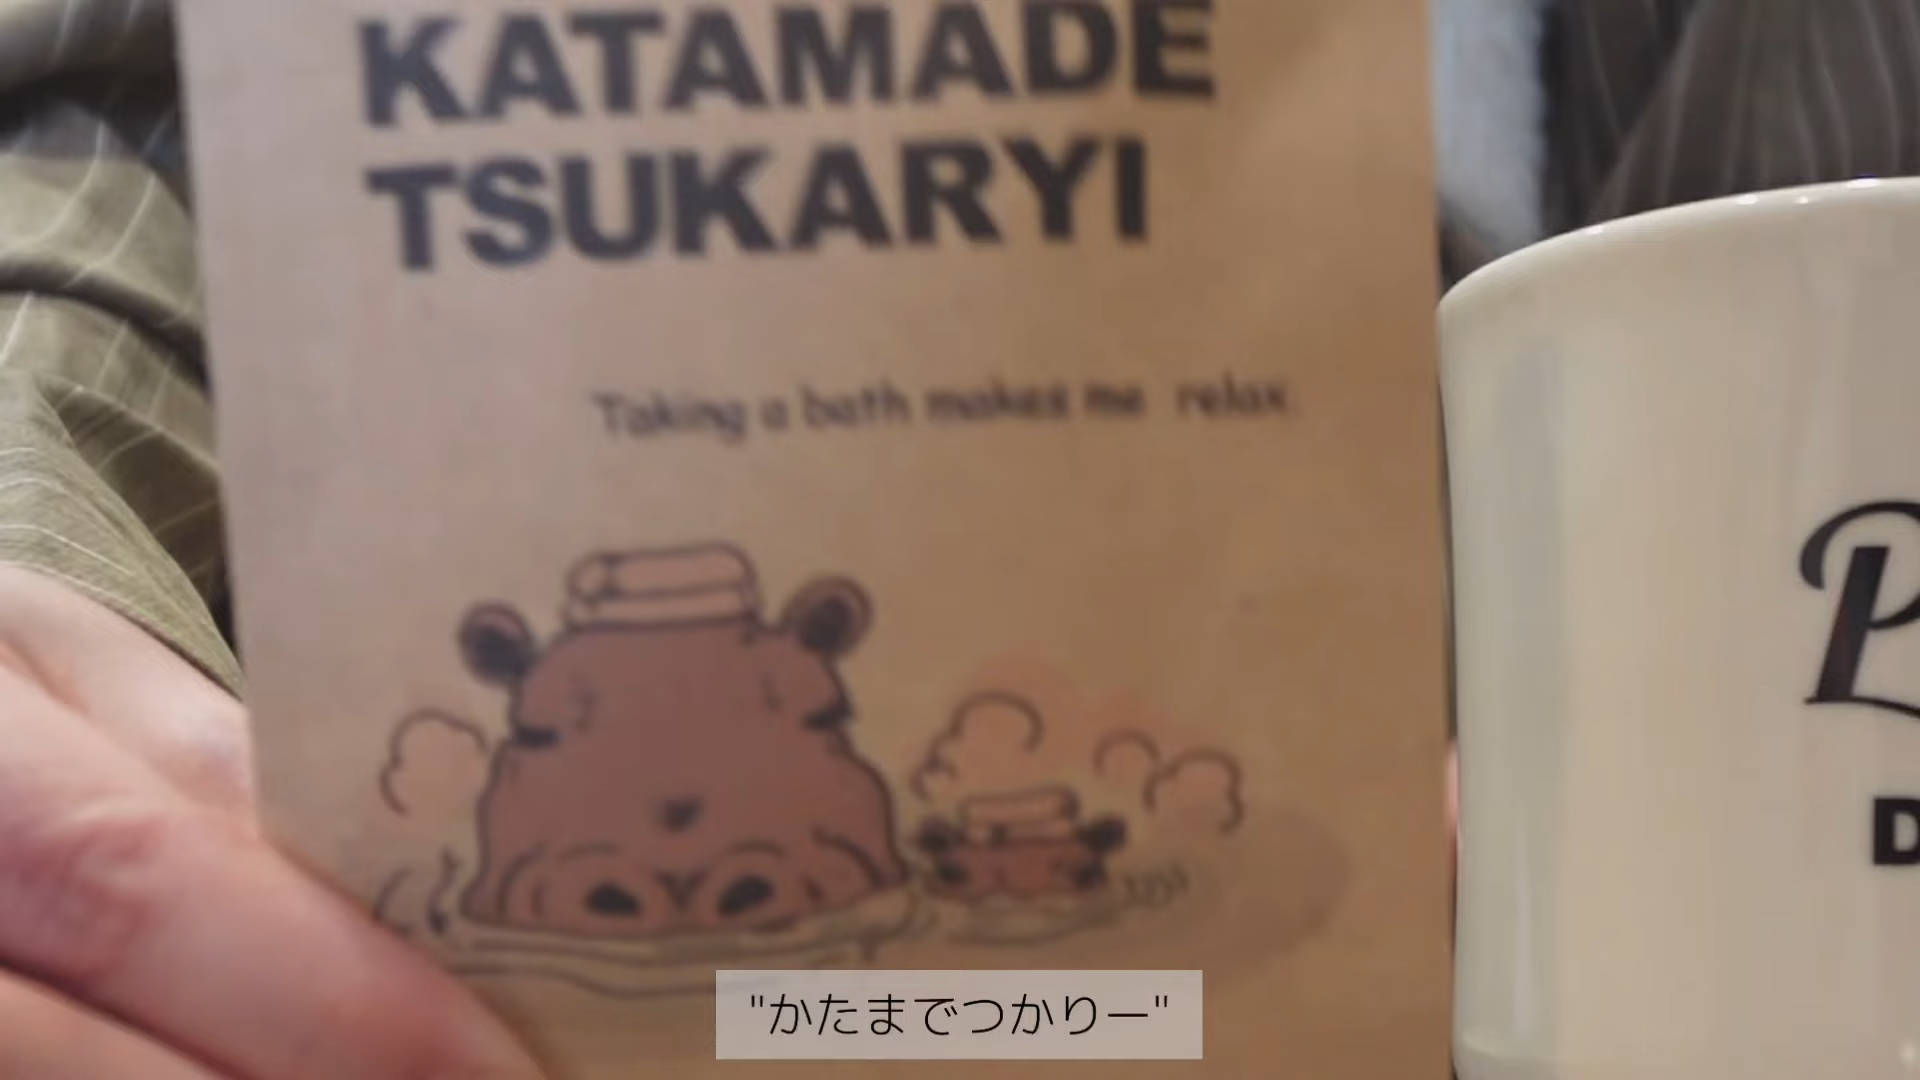 KATAMADE
TSUKARYI
Taking a bath makes me relax.
D
"かたまでつかりー"